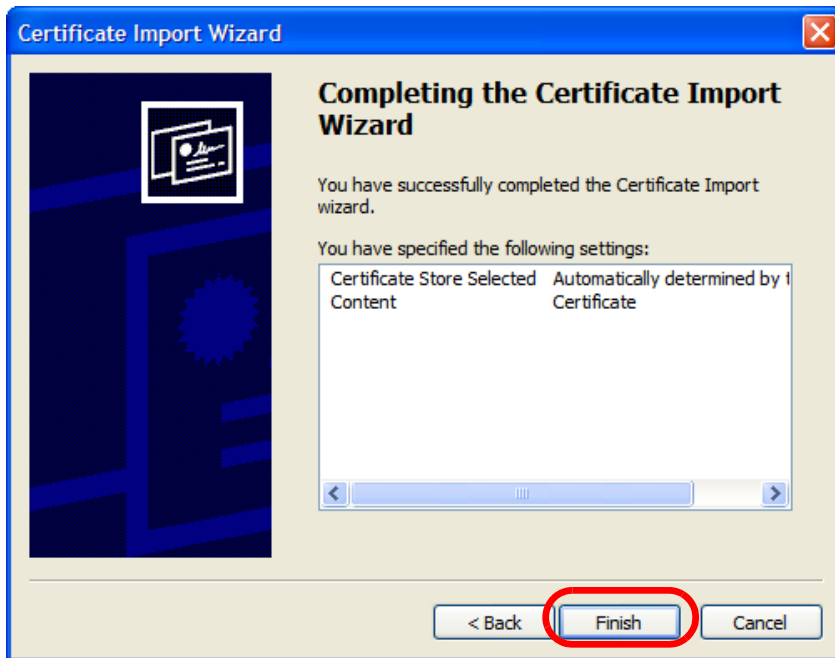 Certificate Import Wizard
Completing the Certificate Import
Wizard
You have successfully completed the Certificate Import
wizard.
You have specified the following settings:
Certificate Store Selected Automatically determined by t
Content Certificate
< Back Finish Cancel